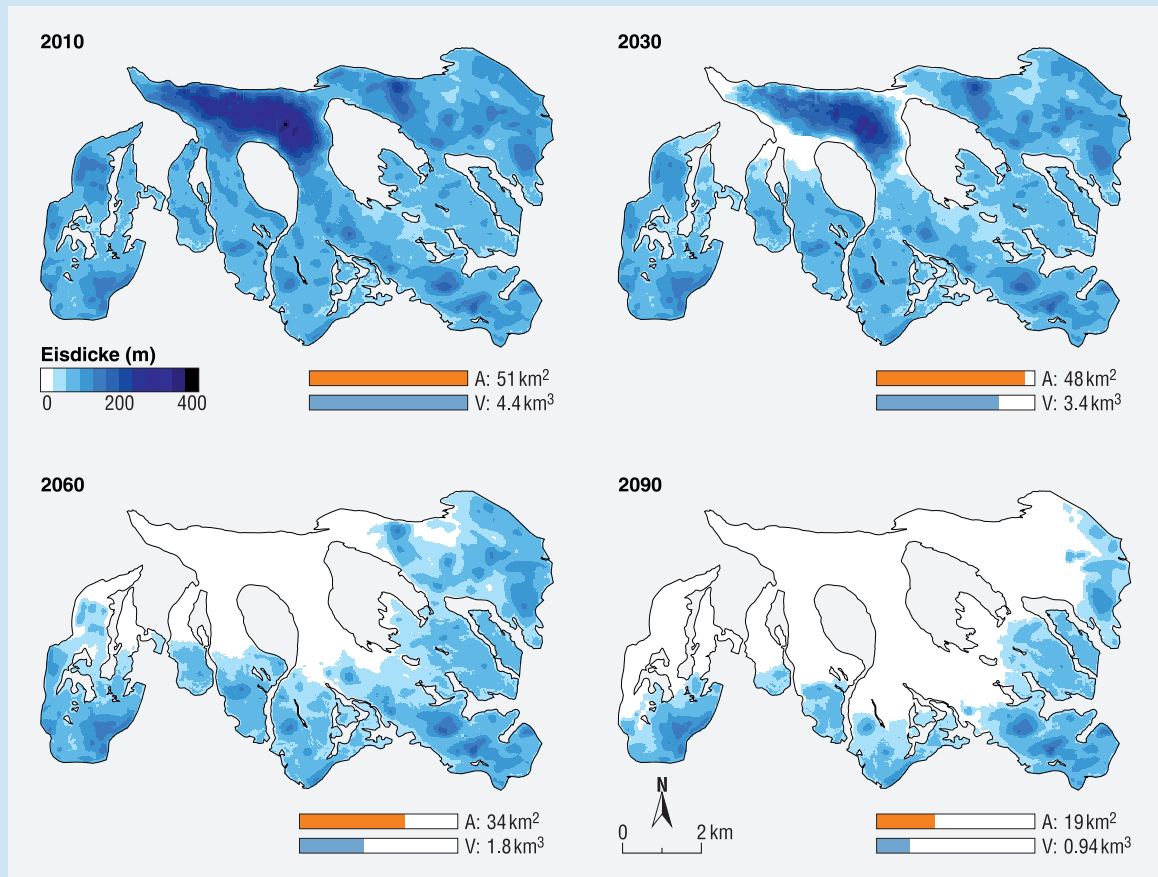 2010
2030
Eisdicke (m)
0 200 400
A: 51 km²
V: 4.4 km³
A: 48 km²
V: 3.4 km³
2060
2090
A: 34 km²
V: 1.8 km³
N
0 2 km
A: 19 km²
V: 0.94 km³